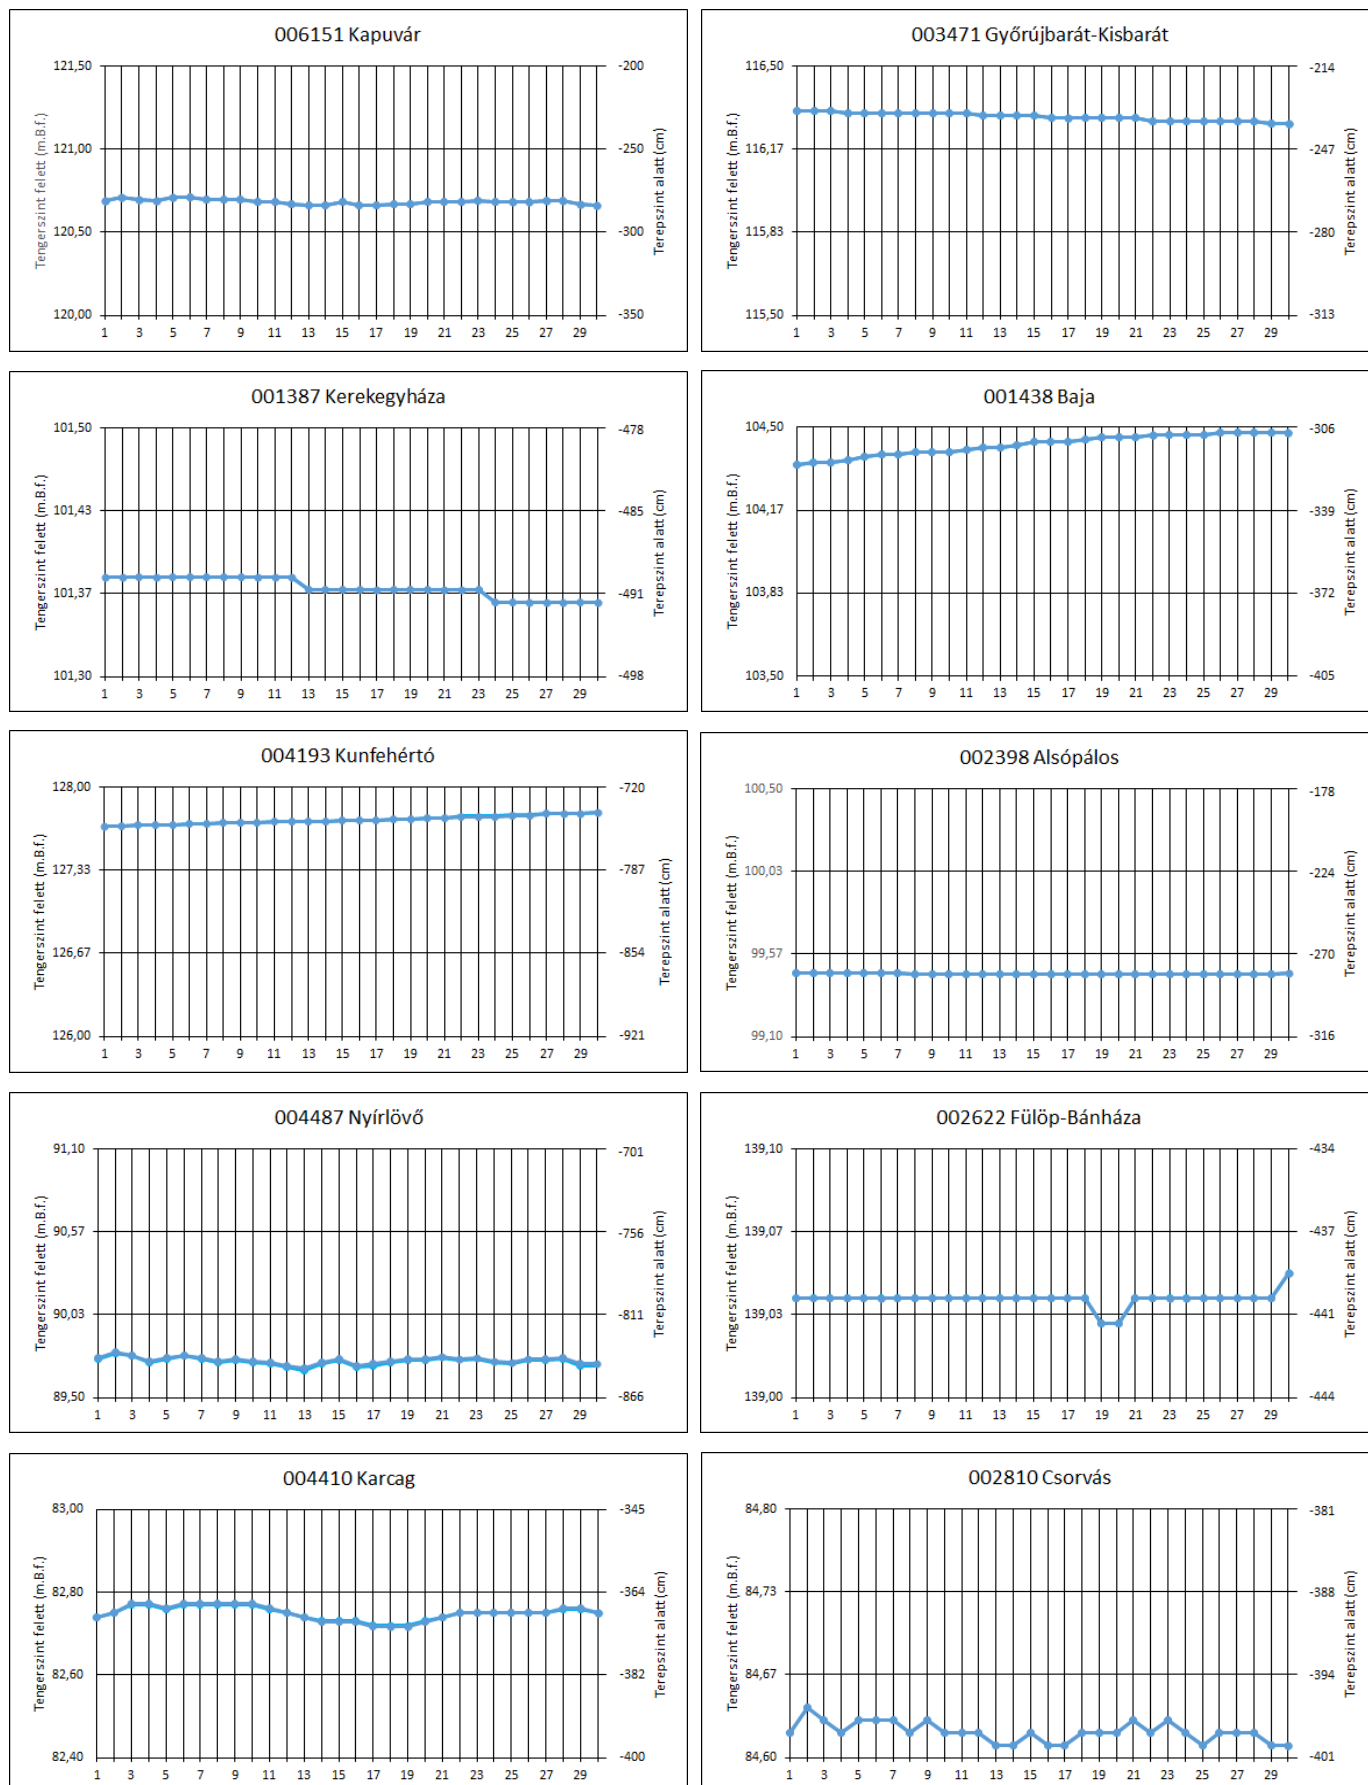 006151 Kapuvár
Tengerszint felett (m.B.f.)
121,50
121,00
120,50
120,00
-200
-250
-300
-350
Terepszint alatt (cm)
1 3 5 7 9 11 13 15 17 19 21 23 25 27 29
003471 Győrújbarát-Kisbarát
Tengerszint felett (m.B.f.)
116,50
116,17
115,83
115,50
-214
-247
-280
-313
Terepszint alatt (cm)
1 3 5 7 9 11 13 15 17 19 21 23 25 27 29
001387 Kerekegyháza
Tengerszint felett (m.B.f.)
101,50
101,43
101,37
101,30
-478
-485
-491
-498
Terepszint alatt (cm)
1 3 5 7 9 11 13 15 17 19 21 23 25 27 29
001438 Baja
Tengerszint felett (m.B.f.)
104,50
104,17
103,83
103,50
-306
-339
-372
-405
Terepszint alatt (cm)
1 3 5 7 9 11 13 15 17 19 21 23 25 27 29
004193 Kunfehértó
Tengerszint felett (m.B.f.)
128,00
127,33
126,67
126,00
-720
-787
-854
-921
Terepszint alatt (cm)
1 3 5 7 9 11 13 15 17 19 21 23 25 27 29
002398 Alsópálos
Tengerszint felett (m.B.f.)
100,50
100,03
99,57
99,10
-178
-224
-270
-316
Terepszint alatt (cm)
1 3 5 7 9 11 13 15 17 19 21 23 25 27 29
004487 Nyírlövő
Tengerszint felett (m.B.f.)
91,10
90,57
90,03
89,50
-701
-756
-811
-866
Terepszint alatt (cm)
1 3 5 7 9 11 13 15 17 19 21 23 25 27 29
002622 Fülöp-Bánháza
Tengerszint felett (m.B.f.)
139,10
139,07
139,03
139,00
-434
-437
-441
-444
Terepszint alatt (cm)
1 3 5 7 9 11 13 15 17 19 21 23 25 27 29
004410 Karcag
Tengerszint felett (m.B.f.)
83,00
82,80
82,60
82,40
-345
-364
-382
-400
Terepszint alatt (cm)
1 3 5 7 9 11 13 15 17 19 21 23 25 27 29
002810 Csorvás
Tengerszint felett (m.B.f.)
84,80
84,73
84,67
84,60
-381
-388
-394
-401
Terepszint alatt (cm)
1 3 5 7 9 11 13 15 17 19 21 23 25 27 29